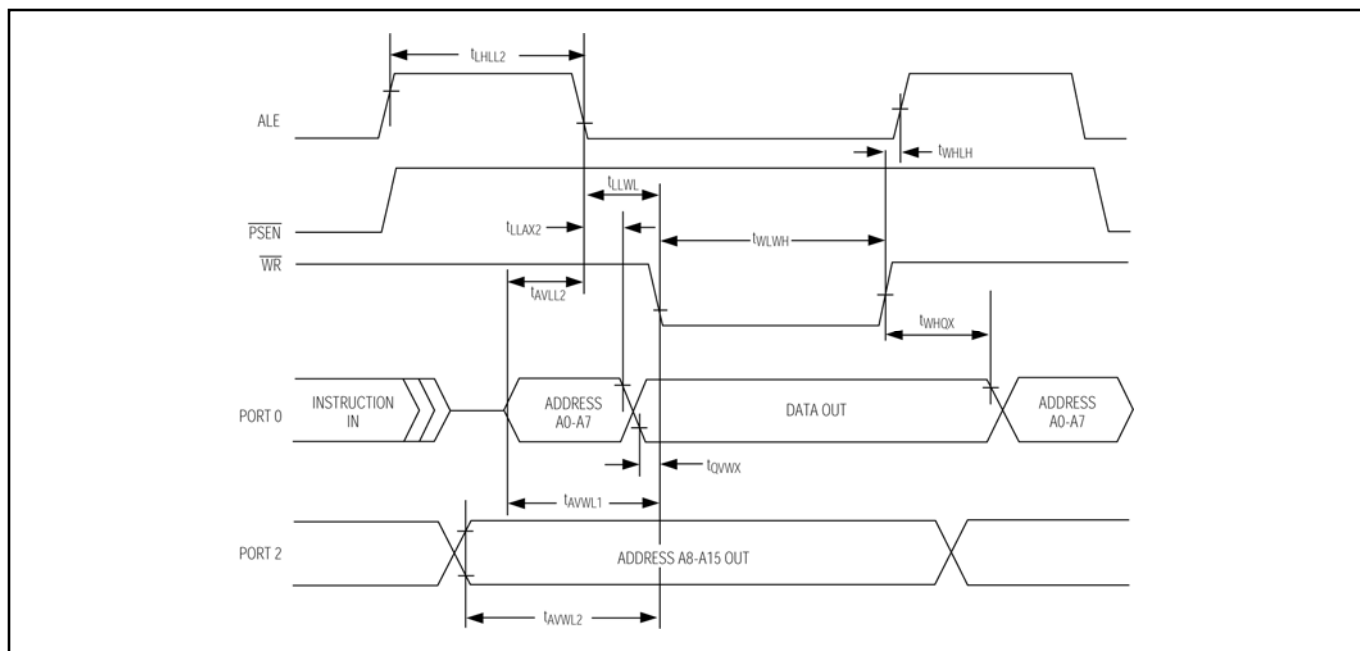 tLHLL2
ALE
tWHLH
tLLWL
PSEN
tLLAX2
tWLWH
WR
tAVLL2
tWHQX
PORT 0
INSTRUCTION
IN
ADDRESS
A0-A7
DATA OUT
ADDRESS
A0-A7
tQVWX
tAVWL1
PORT 2
ADDRESS A8-A15 OUT
tAVWL2